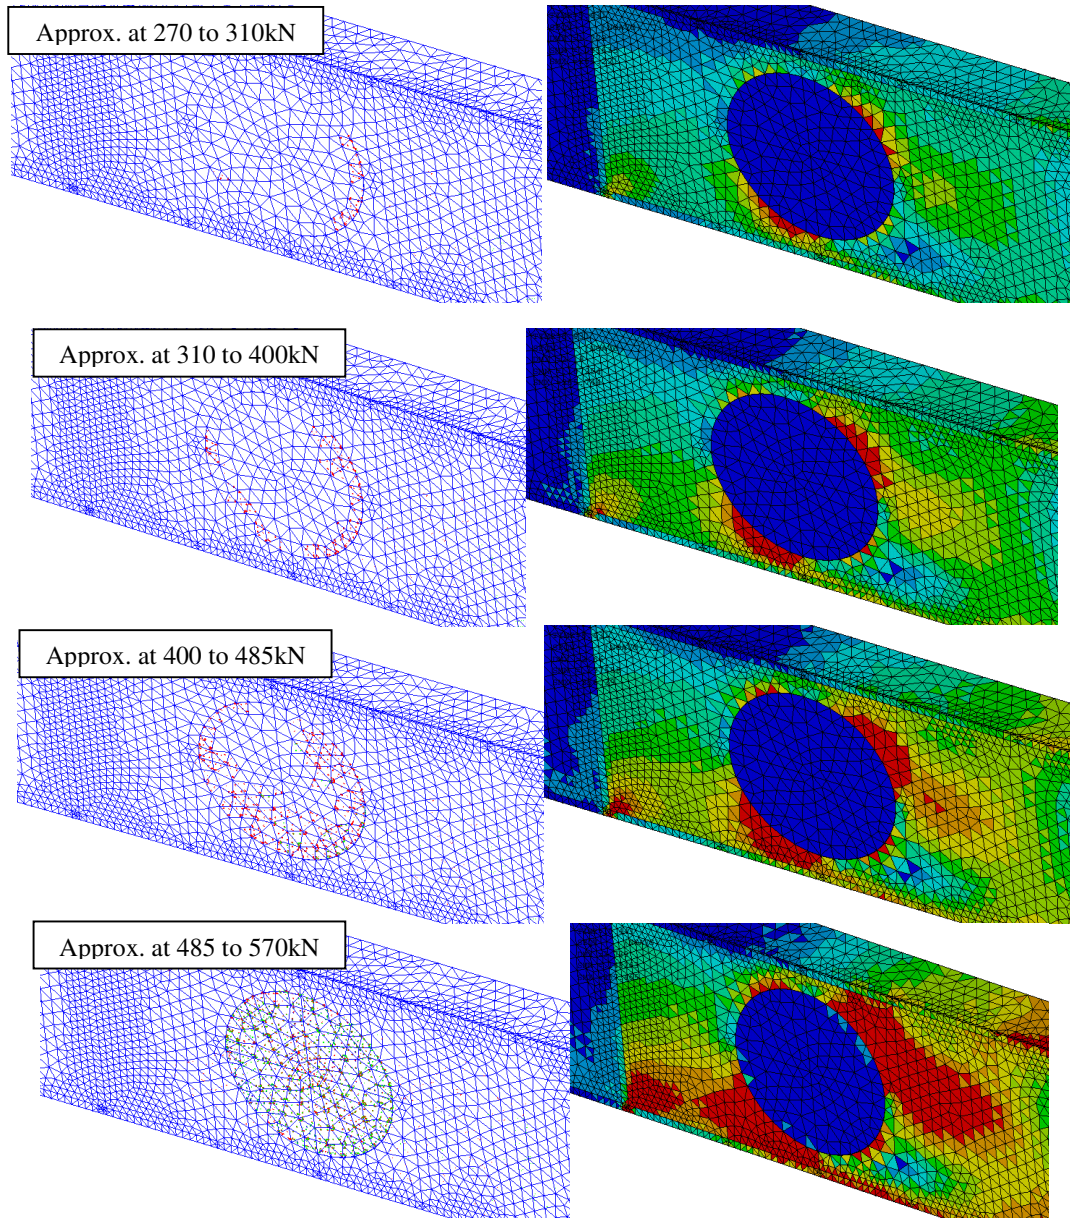 Approx. at 270 to 310kN
Approx. at 310 to 400kN
Approx. at 400 to 485kN
Approx. at 485 to 570kN